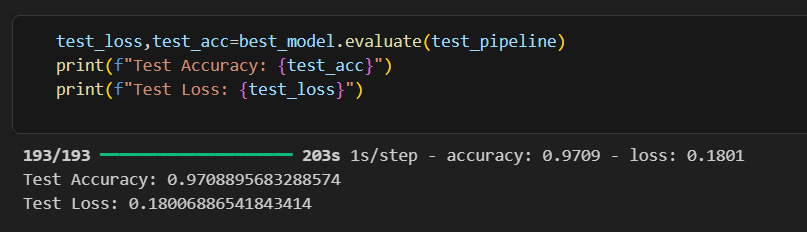 test_loss,test_acc=best_model.evaluate(test_pipeline)
print(f"Test Accuracy: {test_acc}")
print(f"Test Loss: {test_loss}")
193/193 ━━━━━━━━━━━━━━━━━━━━ 203s 1s/step - accuracy: 0.9709 - loss: 0.1801
Test Accuracy: 0.9708895683288574
Test Loss: 0.18006886541843414